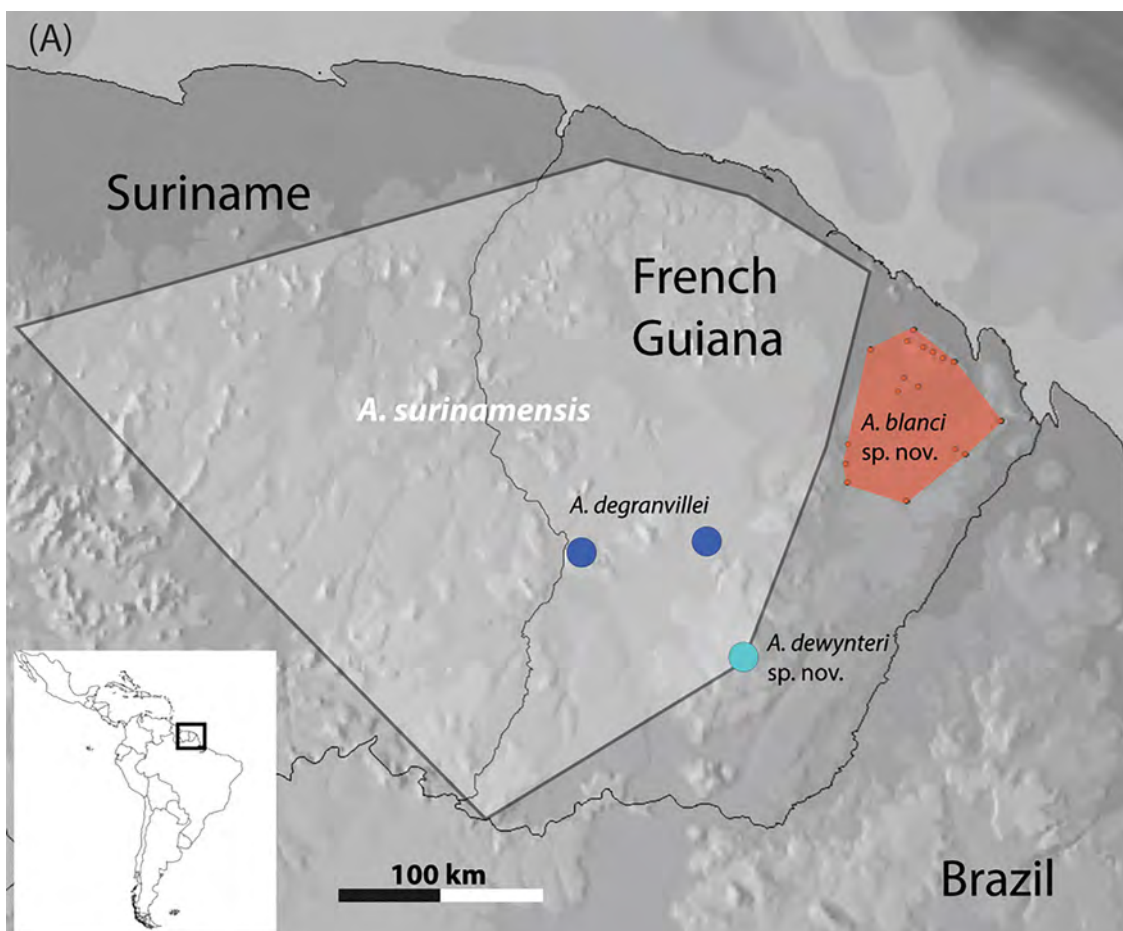 (A)
Suriname
French
Guiana
A. surinamensis
A. blanci
sp. nov.
A. degranvillei
A. dewynteri
sp. nov.
100 km
Brazil